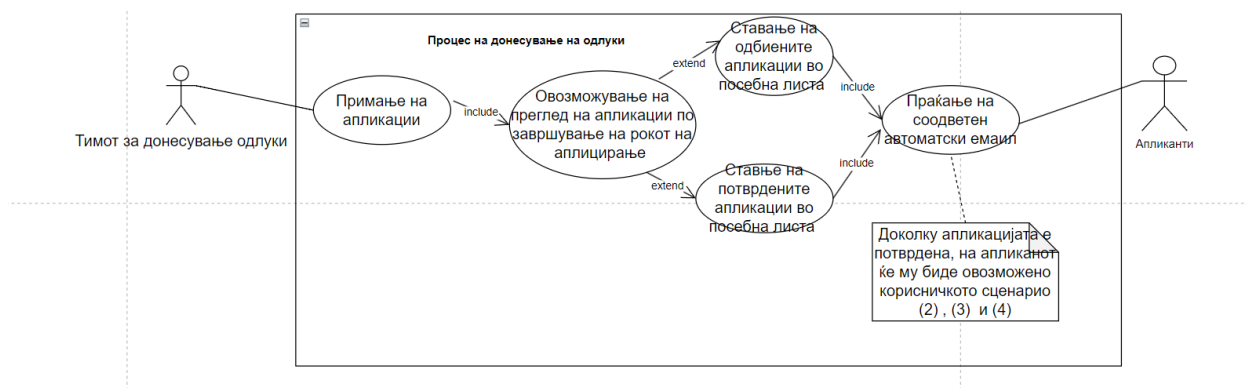 Процес на донесување на одлуки
Тимот за донесување одлуки
Примање на
апликации
include
Овозможување на
преглед на апликации по
завршување на рокот на
аплицирање
extend
Ставање на
одбиените
апликации во
посебна листа
extend
Ставње на
потврдените
апликации во
посебна листа
include
include
Праќање на
соодветен
автоматски емаил
Апликанти
Доколку апликацијата е
потврдена, на апликанот
ќе му биде овозможено
корисничкото сценарио
(2) , (3) и (4)